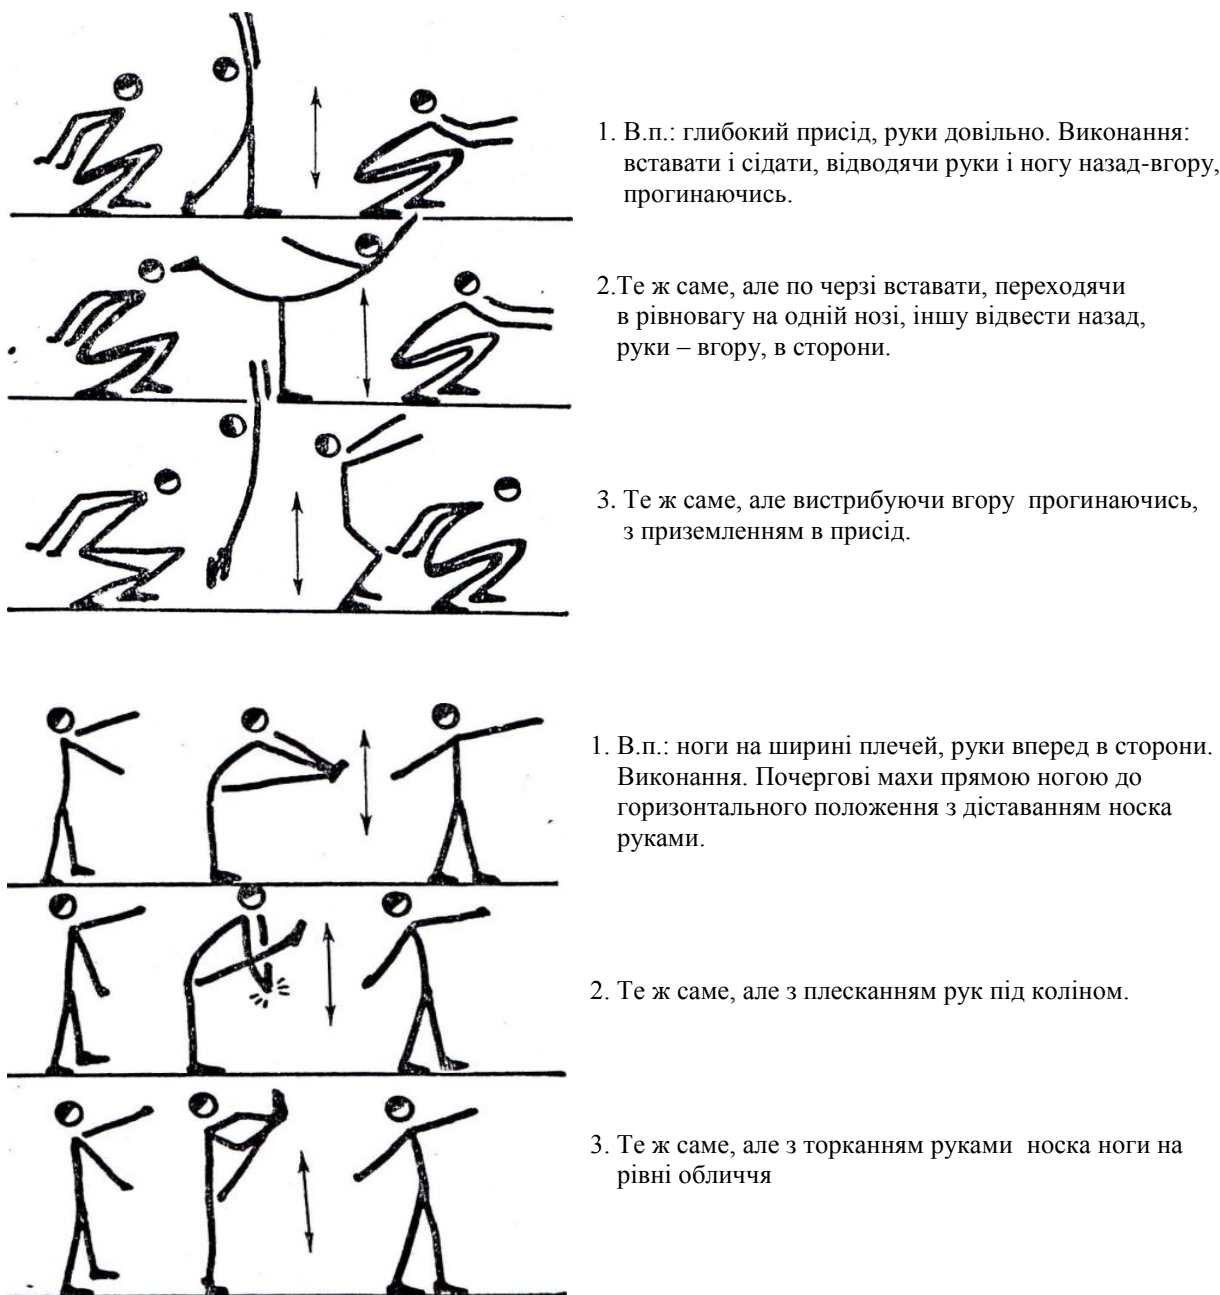 1. В.п.: глибокий присід, руки довільно. Виконання:
вставати і сідати, відводячи руки і ногу назад-вгору,
прогинаючись.
2.Те ж саме, але по черзі вставати, переходячи
в рівновагу на одній нозі, іншу відвести назад,
руки – вгору, в сторони.
3. Те ж саме, але вистрибуючи вгору прогинаючись,
з приземленням в присід.
1. В.п.: ноги на ширині плечей, руки вперед в сторони.
Виконання. Почергові махи прямою ногою до
горизонтального положення з діставанням носка
руками.
2. Те ж саме, але з плесканням рук під коліном.
3. Те ж саме, але з торканням руками носка ноги на
рівні обличчя